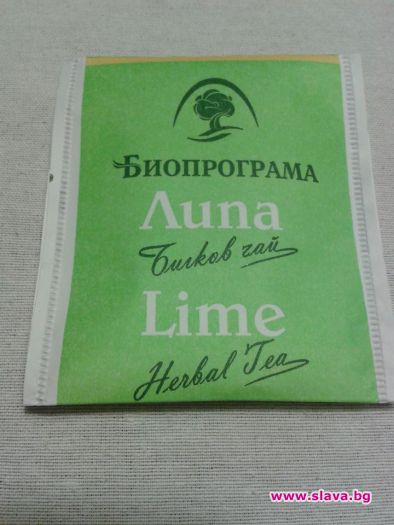 БИОПРОГРАМА
Липа
Билков чай
Lime
Herbal Tea
www.slava.bg